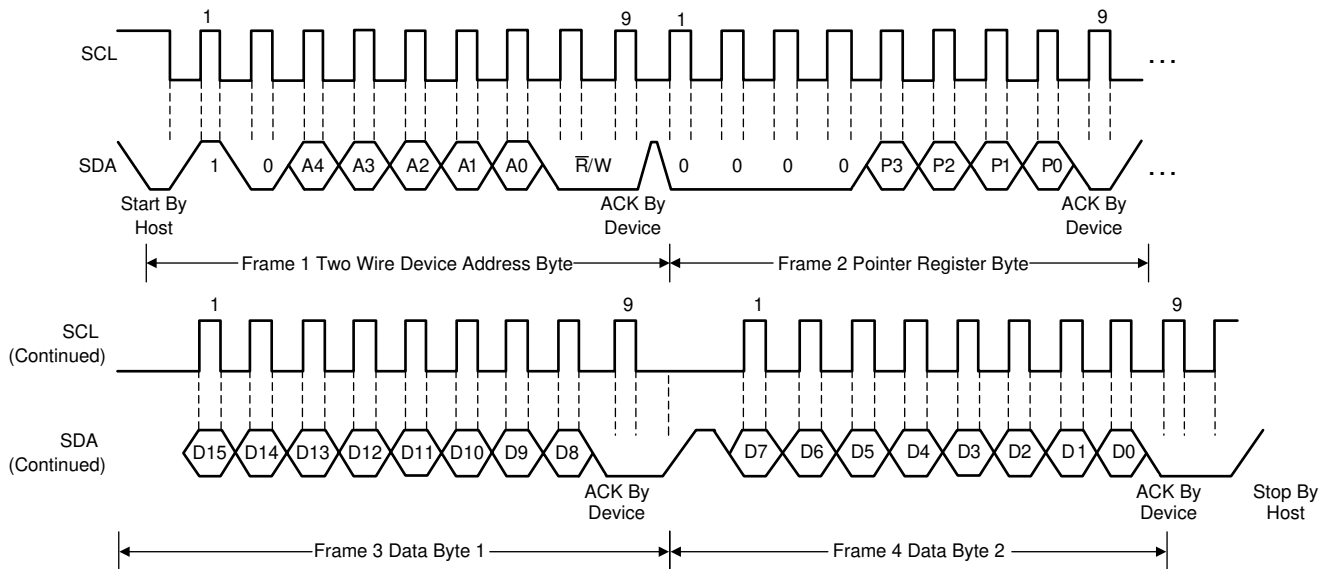 1 9 1 9
SCL
. . .
SDA
1 0 A4 A3 A2 A1 A0 R̅/W 0 0 0 0 P3 P2 P1 P0
. . .
Start By
Host
ACK By
Device
ACK By
Device
Frame 1 Two Wire Device Address Byte
Frame 2 Pointer Register Byte
1 9 1 9
SCL
(Continued)
SDA
(Continued)
D15 D14 D13 D12 D11 D10 D9 D8 D7 D6 D5 D4 D3 D2 D1 D0
ACK By
Device
ACK By
Device
Stop By
Host
Frame 3 Data Byte 1
Frame 4 Data Byte 2